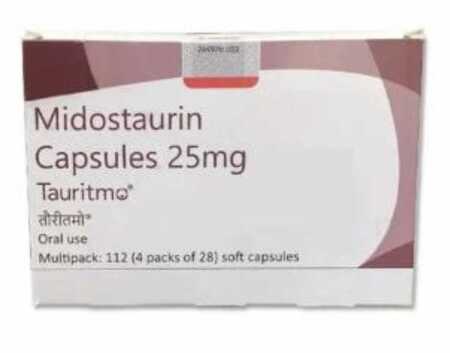 Midostaurin
Capsules 25mg
Tauritmo®
तौरीतमो®
Oral use
Multipack: 112 (4 packs of 28) soft capsules